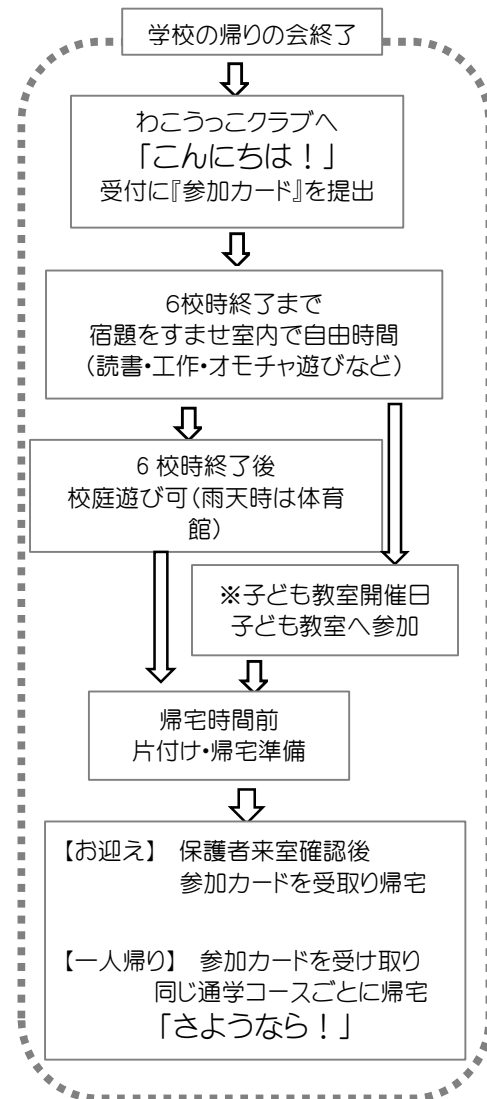 学校の帰りの会終了
わこうっこクラブへ
「こんにちは！」
受付に『参加カード』を提出
6校時終了まで
宿題をすませ室内で自由時間
（読書・工作・オモチャ遊びなど）
6校時終了後
校庭遊び可（雨天時は体育
館）
※子ども教室開催日
子ども教室へ参加
帰宅時間前
片付け・帰宅準備
【お迎え】 保護者来室確認後
参加カードを受取り帰宅
【一人帰り】 参加カードを受け取り
同じ通学コースごとに帰宅
「さようなら！」